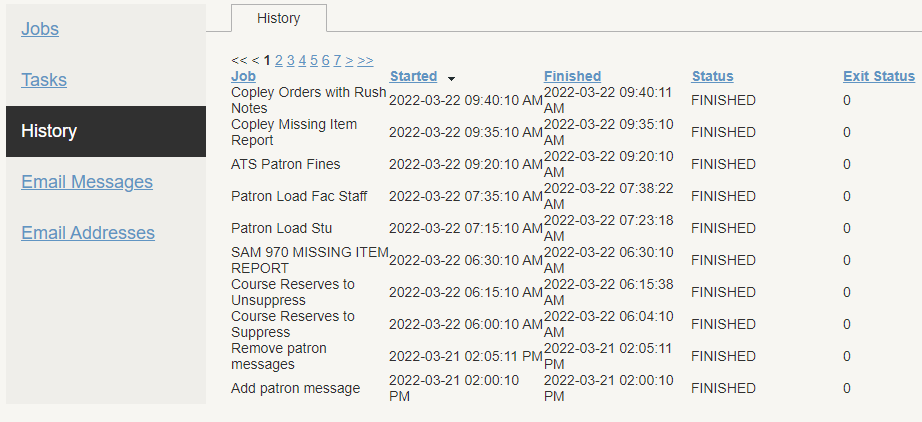 Jobs
Tasks
History
Email Messages
Email Addresses
History
<< < 1 2 3 4 5 6 7 > >>
Job Started Finished Status Exit Status
Copley Orders with Rush Notes 2022-03-22 09:40:10 AM 2022-03-22 09:40:11 AM FINISHED 0
Copley Missing Item Report 2022-03-22 09:35:10 AM 2022-03-22 09:35:10 AM FINISHED 0
ATS Patron Fines 2022-03-22 09:20:10 AM 2022-03-22 09:20:10 AM FINISHED 0
Patron Load Fac Staff 2022-03-22 07:35:10 AM 2022-03-22 07:38:22 AM FINISHED 0
Patron Load Stu 2022-03-22 07:15:10 AM 2022-03-22 07:23:18 AM FINISHED 0
SAM 970 MISSING ITEM REPORT 2022-03-22 06:30:10 AM 2022-03-22 06:30:10 AM FINISHED 0
Course Reserves to Unsuppress 2022-03-22 06:15:10 AM 2022-03-22 06:15:38 AM FINISHED 0
Course Reserves to Suppress 2022-03-22 06:00:10 AM 2022-03-22 06:04:10 AM FINISHED 0
Remove patron messages 2022-03-21 02:05:11 PM 2022-03-21 02:05:11 PM FINISHED 0
Add patron message 2022-03-21 02:00:10 PM 2022-03-21 02:00:10 PM FINISHED 0